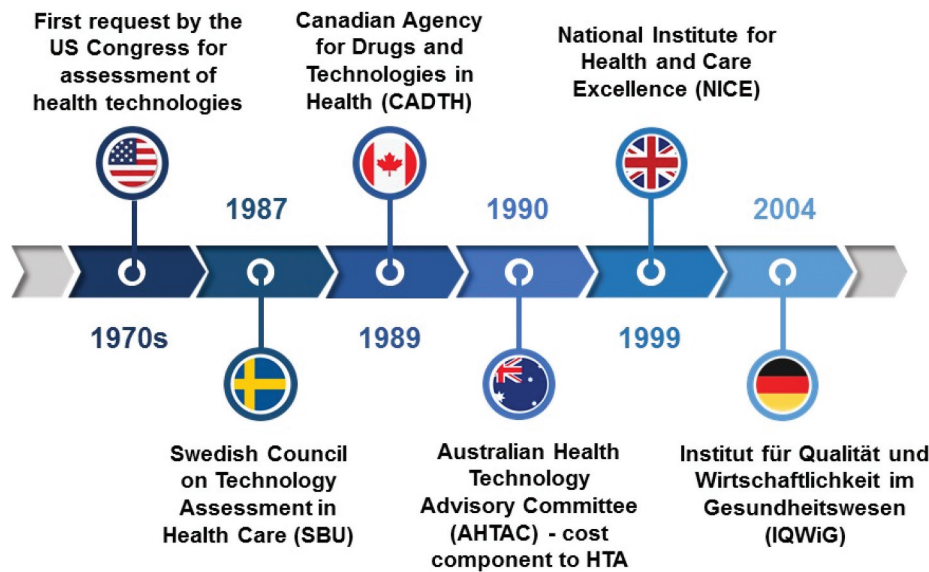 First request by the
US Congress for
assessment of
health technologies
Canadian Agency
for Drugs and
Technologies in
Health (CADTH)
National Institute for
Health and Care
Excellence (NICE)
1987
1990
2004
1970s
1989
1999
Swedish Council
on Technology
Assessment in
Health Care (SBU)
Australian Health
Technology
Advisory Committee
(AHTAC) - cost
component to HTA
Institut für Qualität und
Wirtschaftlichkeit im
Gesundheitswesen
(IQWiG)